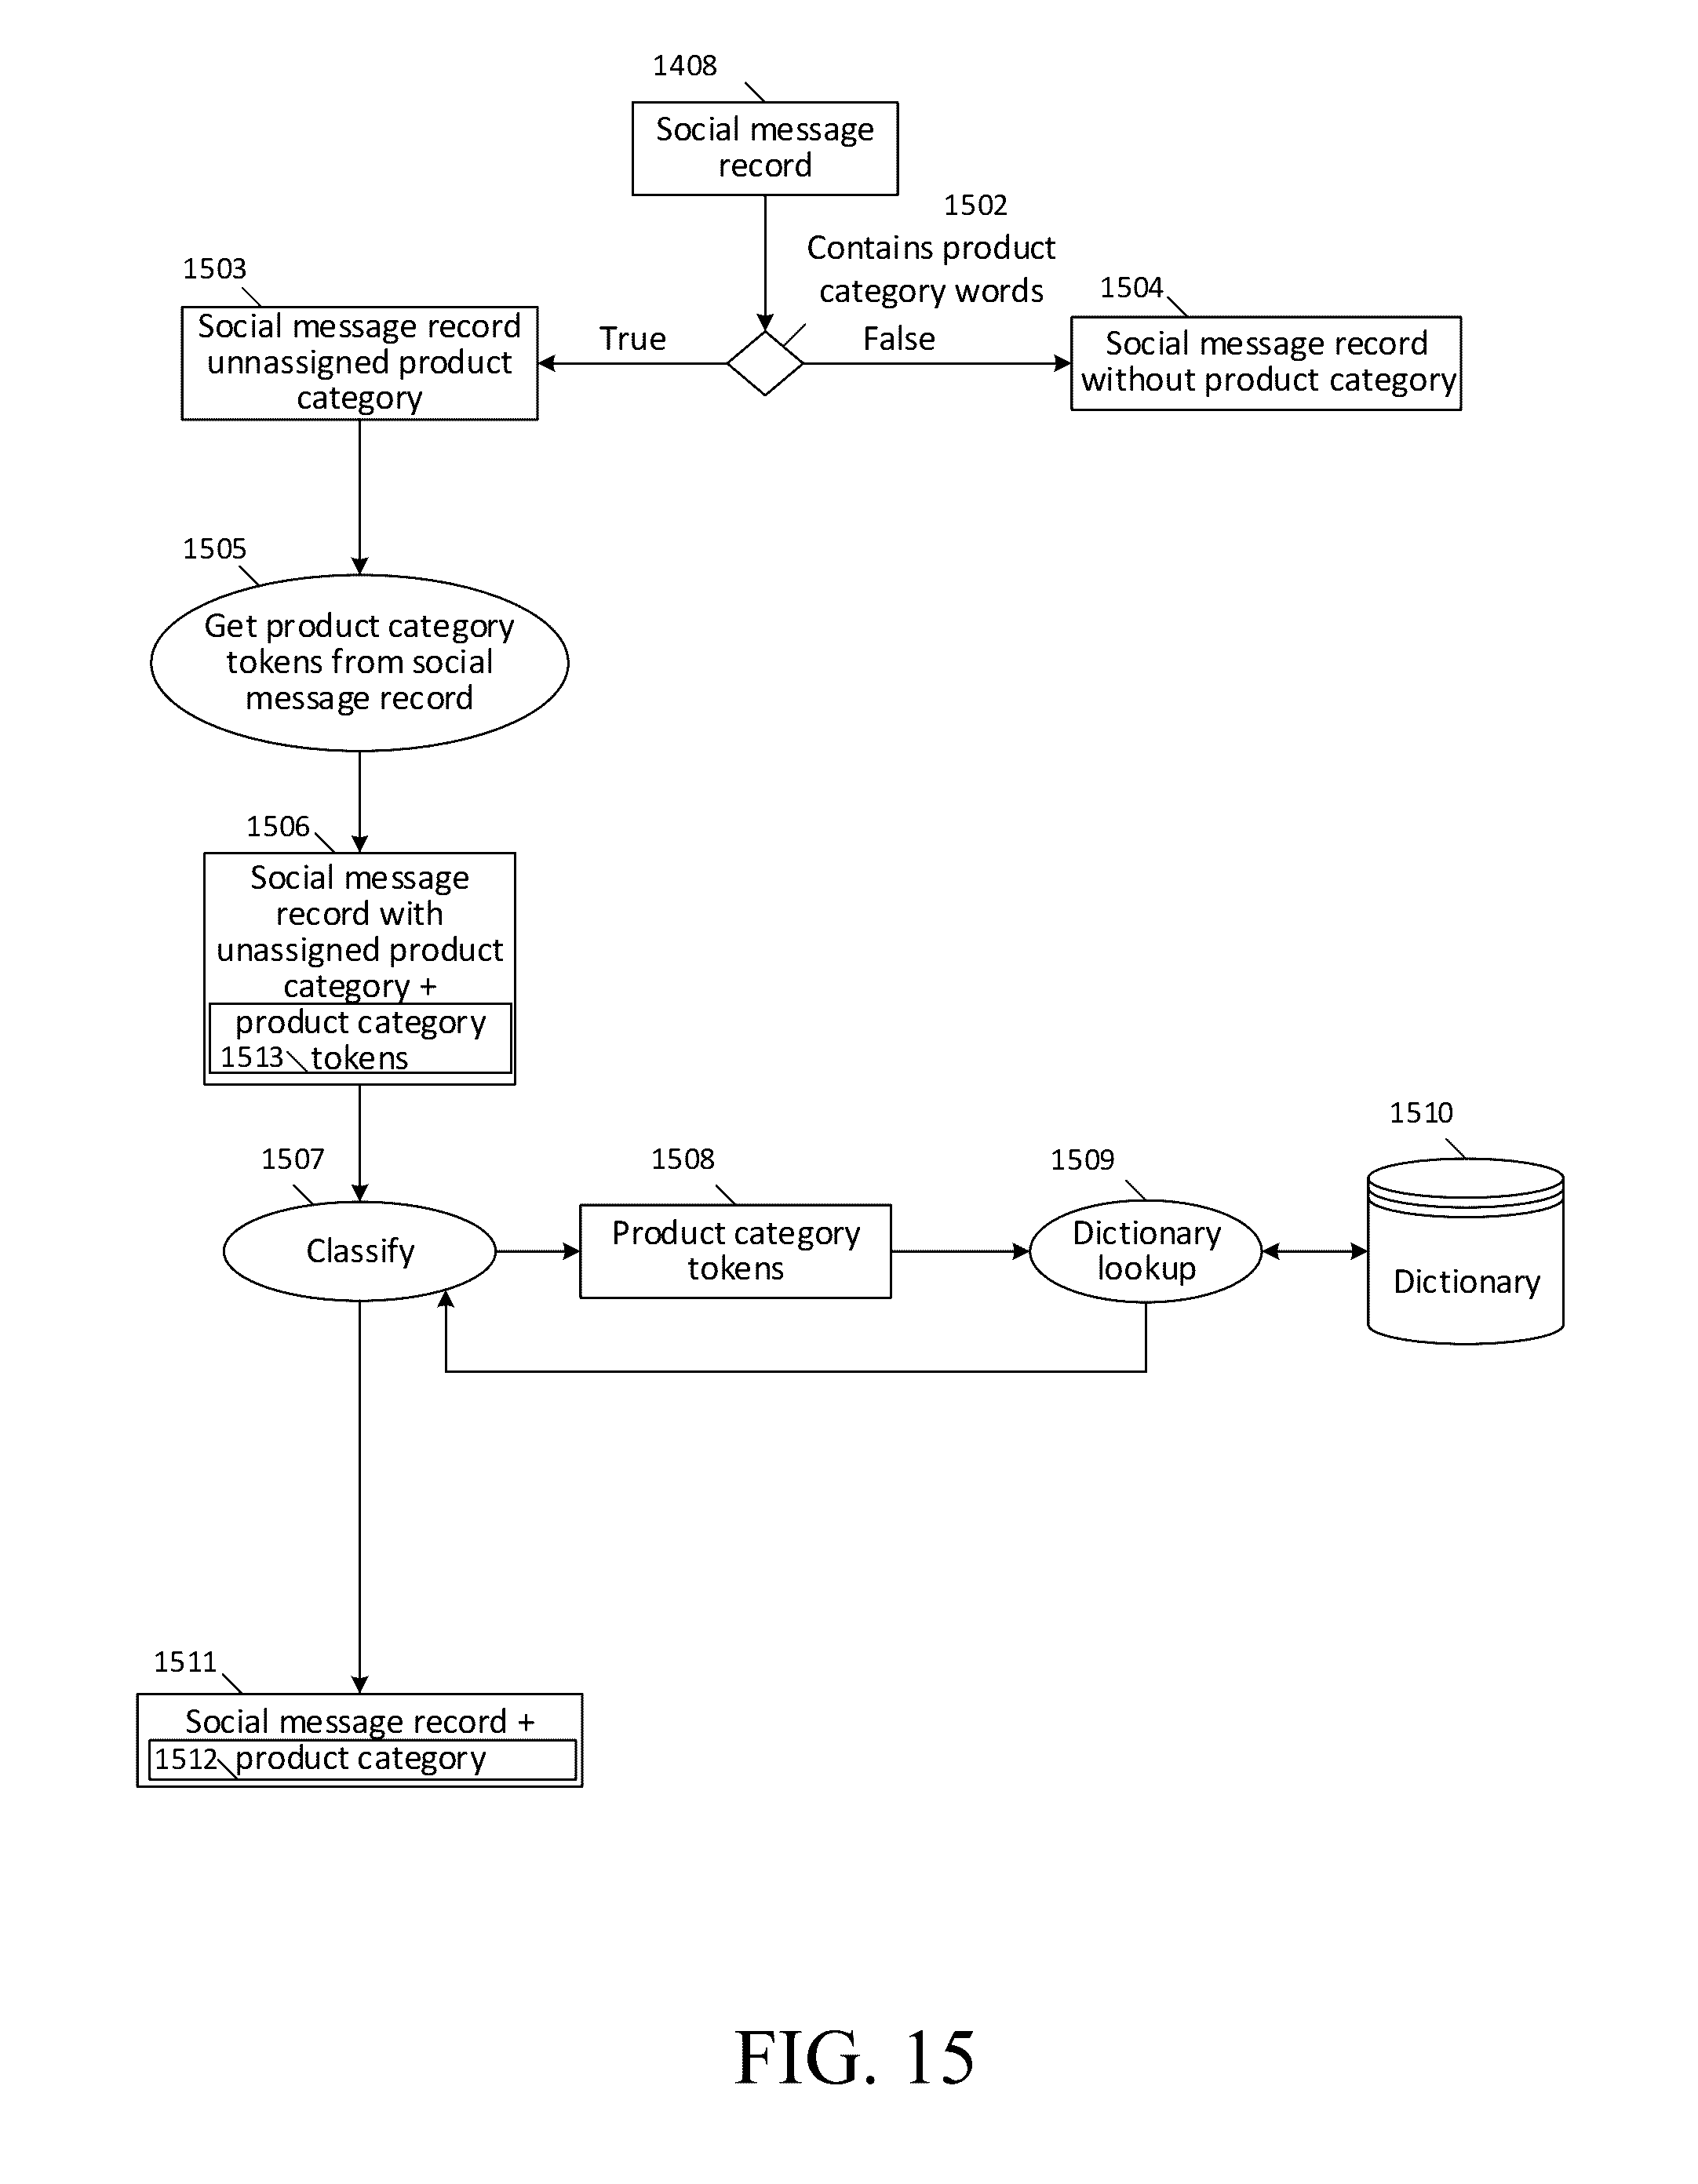 1408
Social message
record
1502
Contains product
category words
1503
Social message record
unnassigned product
category
True
False
1504
Social message record
without product category
1505
Get product category
tokens from social
message record
1506
Social message
record with
unassigned product
category +
product category
1513 tokens
1507
Classify
1508
Product category
tokens
1509
Dictionary
lookup
1510
Dictionary
1511
Social message record +
1512 product category
FIG. 15